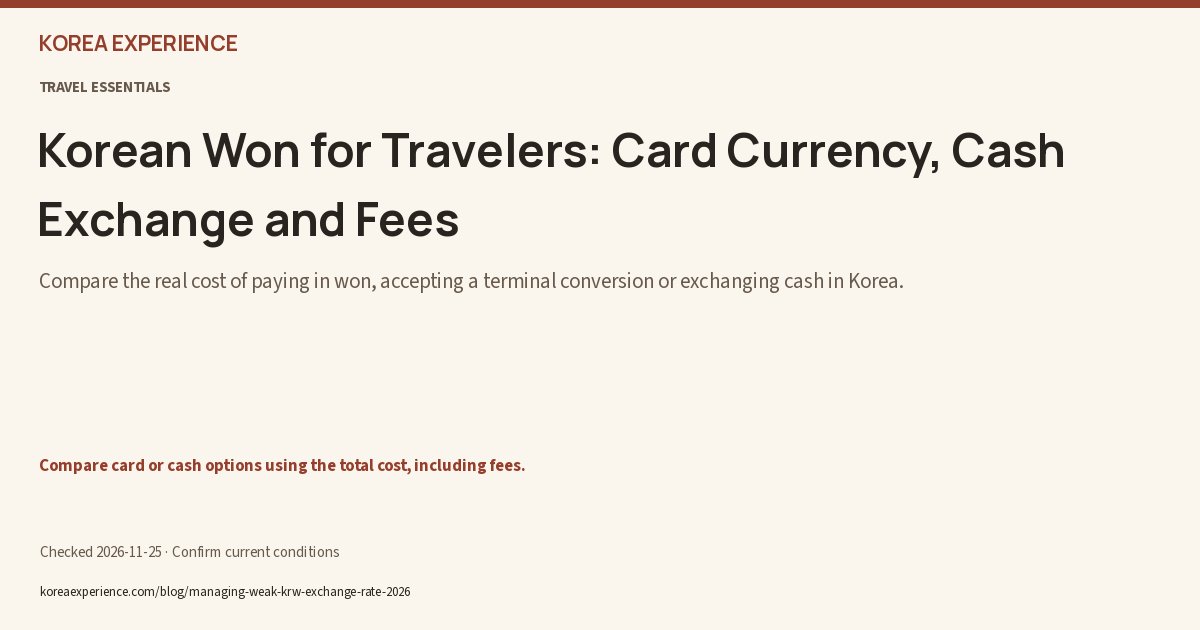 KOREA EXPERIENCE
TRAVEL ESSENTIALS
Korean Won for Travelers: Card Currency, Cash
Exchange and Fees
Compare the real cost of paying in won, accepting a terminal conversion or exchanging cash in Korea.
Compare card or cash options using the total cost, including fees.
Checked 2026-11-25 · Confirm current conditions
koreaexperience.com/blog/managing-weak-krw-exchange-rate-2026